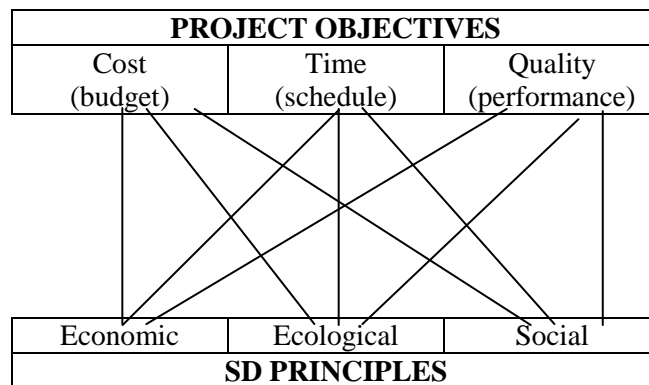 PROJECT OBJECTIVES
Cost Time Quality
(budget) (schedule) (performance)
Economic Ecological Social
SD PRINCIPLES